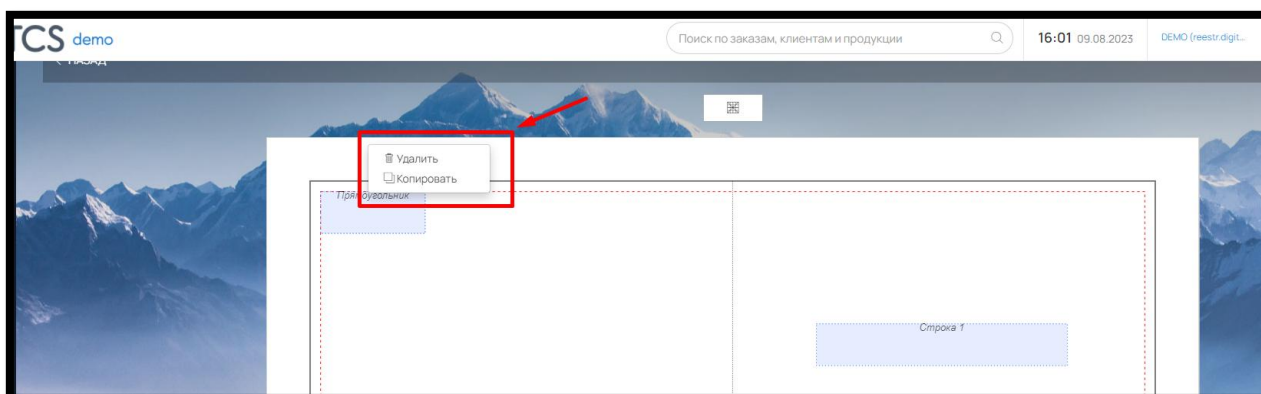 TCS demo
Поиск по заказам, клиентам и продукции
16:01 09.08.2023
DEMO (reestr.digit...
< НАЗАД
Удалить
Копировать
Прямоугольник
Строка 1